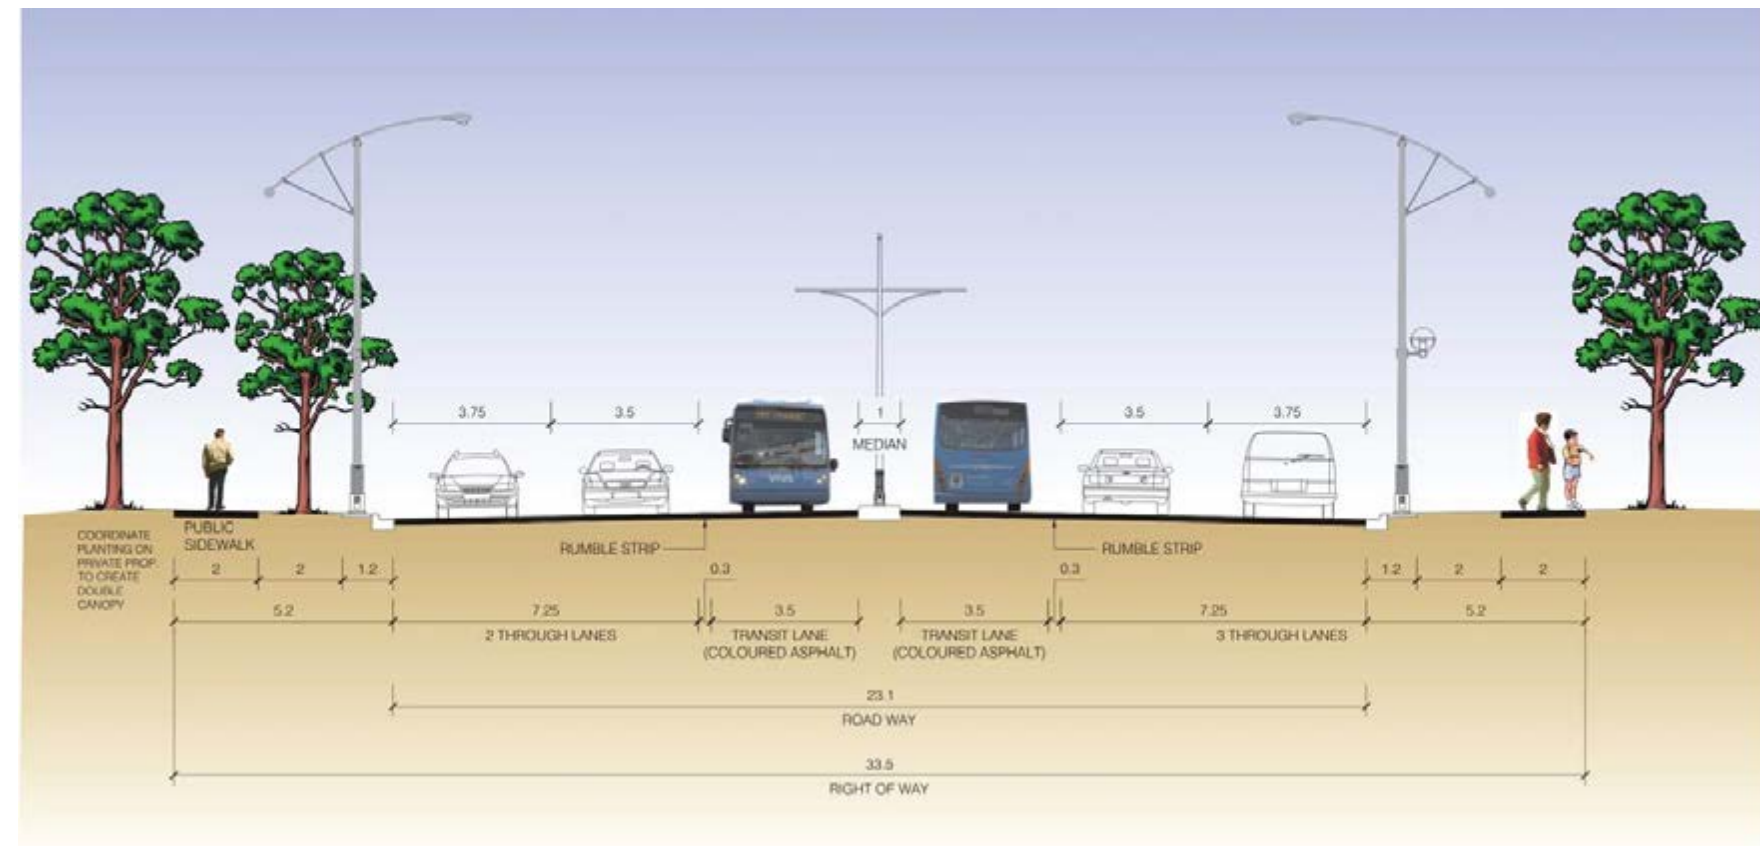 3.75
3.5
1
3.5
3.75
MEDIAN
viva
COORDINATE
PLANTING ON
PRIVATE PROP.
TO CREATE
DOUBLE
CANOPY
PUBLIC
SIDEWALK
RUMBLE STRIP
RUMBLE STRIP
2
2
1.2
0.3
0.3
1.2
2
2
5.2
7.25
3.5
3.5
7.25
5.2
2 THROUGH LANES
TRANSIT LANE
(COLOURED ASPHALT)
TRANSIT LANE
(COLOURED ASPHALT)
3 THROUGH LANES
23.1
ROAD WAY
33.5
RIGHT OF WAY